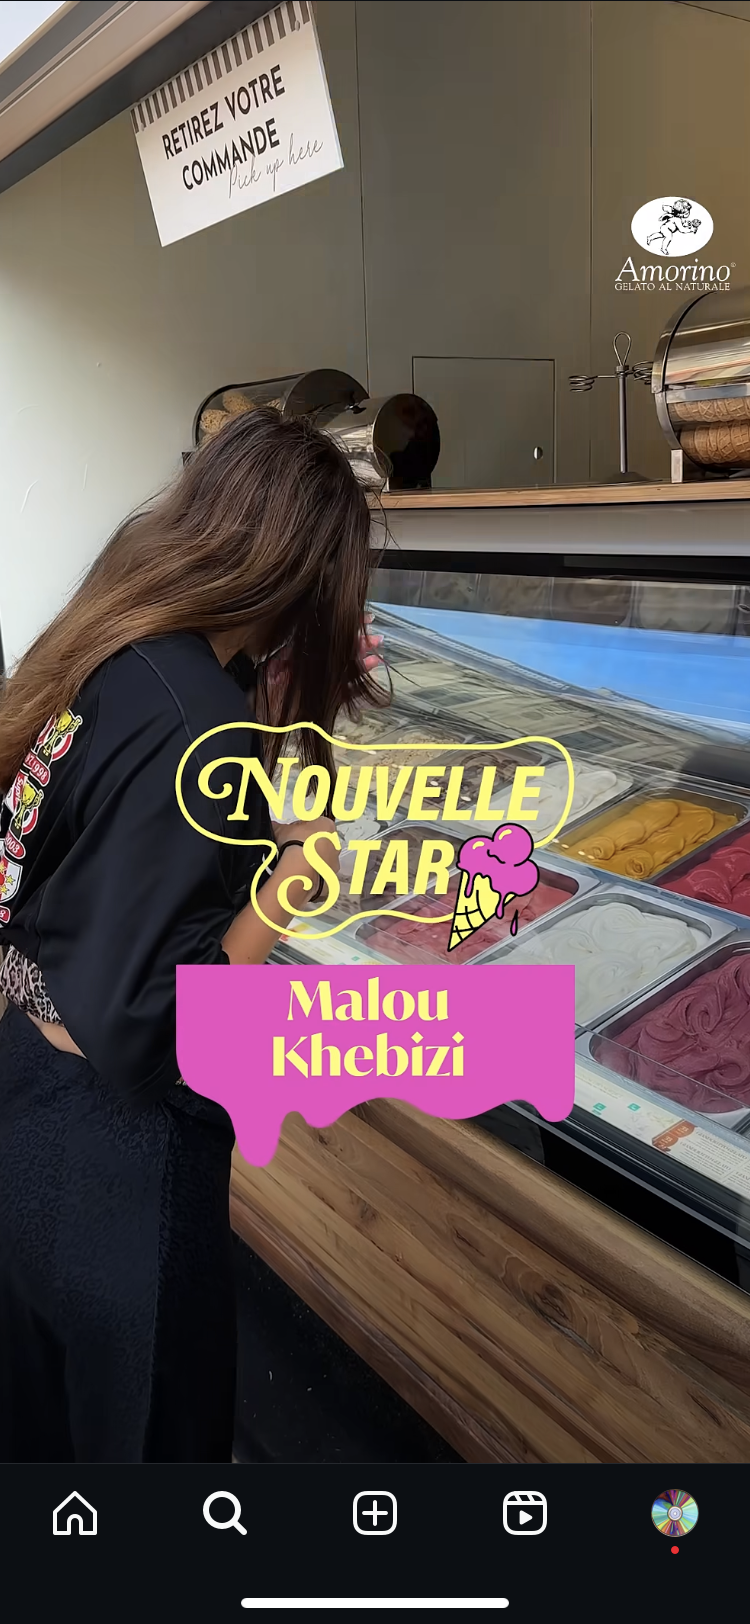 RETIREZ VOTRE
COMMANDE
Pick up here
Amorino
GELATO AL NATURALE
NOUVELLE
STAR
Malou
Khebizi